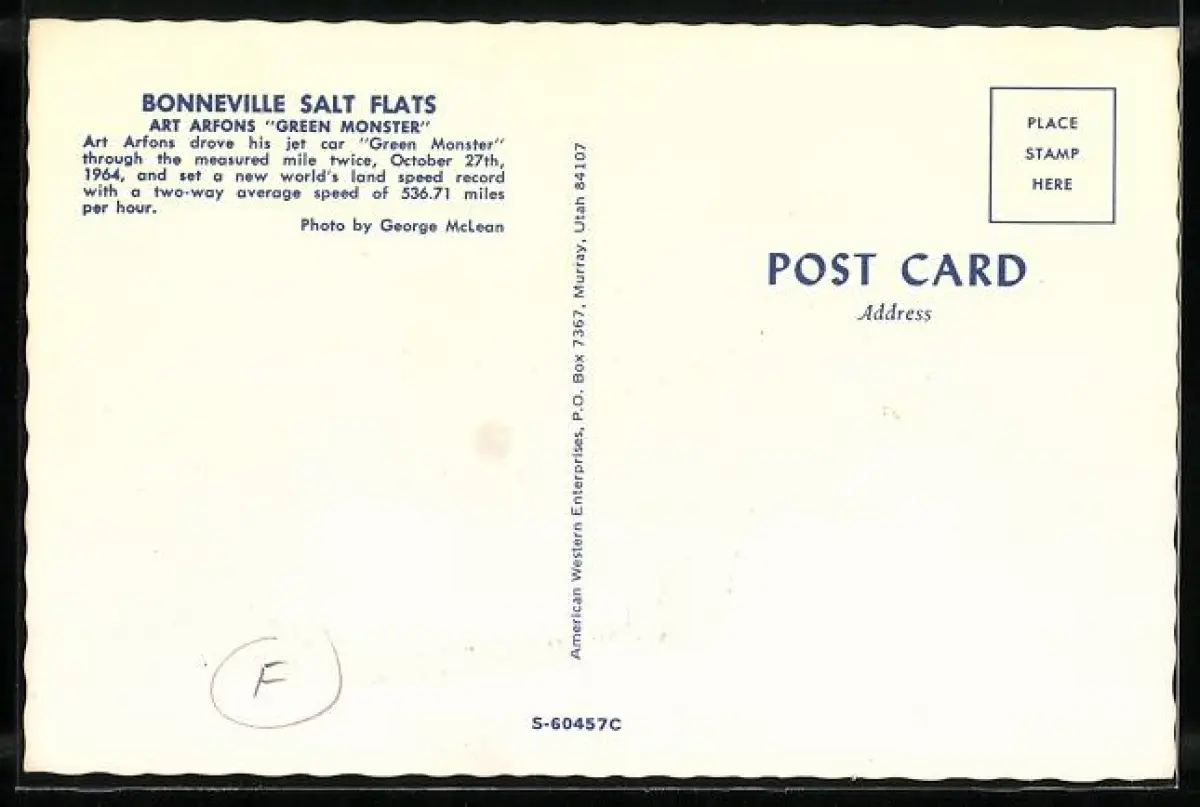 BONNEVILLE SALT FLATS
ART ARFONS "GREEN MONSTER"
Art Arfons drove his jet car "Green Monster"
through the measured mile twice, October 27th,
1964, and set a new world's land speed record
with a two-way average speed of 536.71 miles
per hour.
Photo by George McLean
American Western Enterprises, P.O. Box 7367, Murray, Utah 84107
PLACE
STAMP
HERE
POST CARD
Address
F
S-60457C